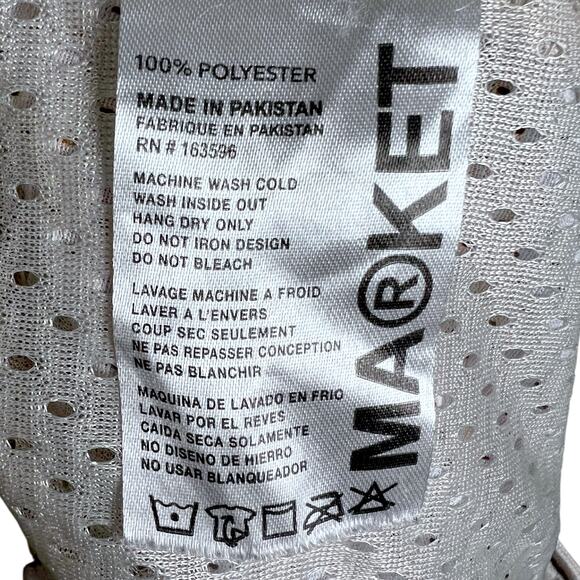 100% POLYESTER
MADE IN PAKISTAN
FABRIQUE EN PAKISTAN
RN # 163596
MACHINE WASH COLD
WASH INSIDE OUT
HANG DRY ONLY
DO NOT IRON DESIGN
DO NOT BLEACH
LAVAGE MACHINE A FROID
LAVER A L'ENVERS
COUP SEC SEULEMENT
NE PAS REPASSER CONCEPTION
NE PAS BLANCHIR
MAQUINA DE LAVADO EN FRIO
LAVAR POR EL REVES
CAIDA SECA SOLAMENTE
NO DISENO DE HIERRO
NO USAR BLANQUEADOR
MA®KET